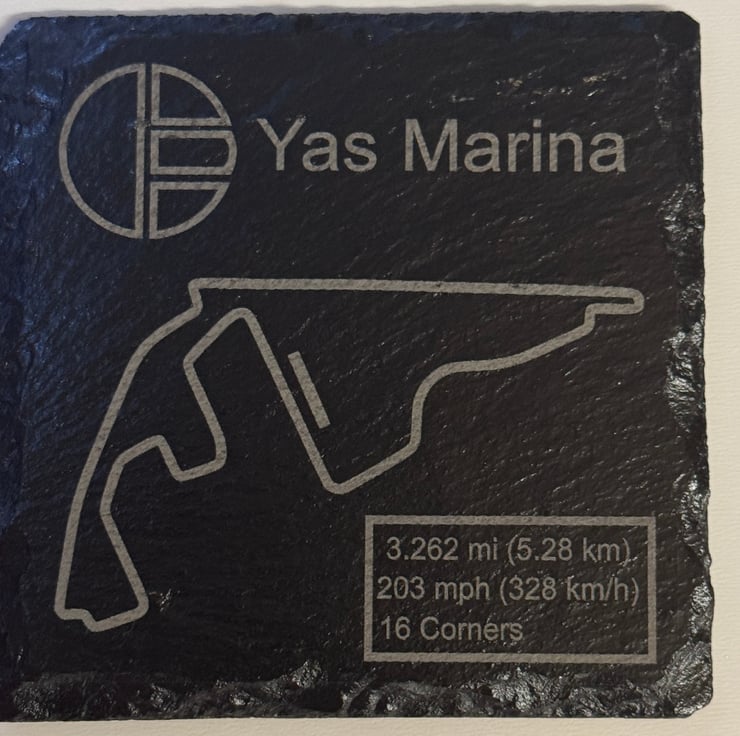 Yas Marina
3.262 mi (5.28 km)
203 mph (328 km/h)
16 Corners